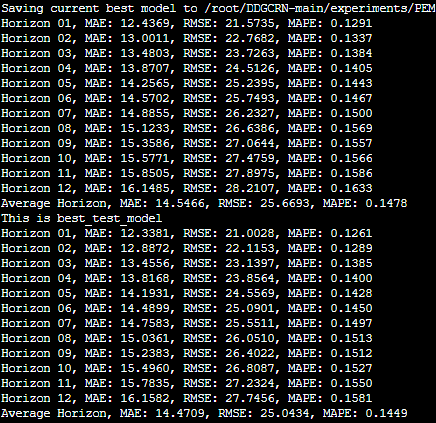 Saving current best model to /root/DDGCRN-main/experiments/PEM
Horizon 01, MAE: 12.4369, RMSE: 21.5735, MAPE: 0.1291
Horizon 02, MAE: 13.0011, RMSE: 22.7682, MAPE: 0.1337
Horizon 03, MAE: 13.4803, RMSE: 23.7263, MAPE: 0.1384
Horizon 04, MAE: 13.8707, RMSE: 24.5126, MAPE: 0.1405
Horizon 05, MAE: 14.2565, RMSE: 25.2395, MAPE: 0.1443
Horizon 06, MAE: 14.5702, RMSE: 25.7493, MAPE: 0.1467
Horizon 07, MAE: 14.8855, RMSE: 26.2327, MAPE: 0.1500
Horizon 08, MAE: 15.1233, RMSE: 26.6386, MAPE: 0.1569
Horizon 09, MAE: 15.3586, RMSE: 27.0644, MAPE: 0.1557
Horizon 10, MAE: 15.5771, RMSE: 27.4759, MAPE: 0.1566
Horizon 11, MAE: 15.8505, RMSE: 27.8975, MAPE: 0.1586
Horizon 12, MAE: 16.1485, RMSE: 28.2107, MAPE: 0.1633
Average Horizon, MAE: 14.5466, RMSE: 25.6693, MAPE: 0.1478
This is best_test_model
Horizon 01, MAE: 12.3381, RMSE: 21.0028, MAPE: 0.1261
Horizon 02, MAE: 12.8872, RMSE: 22.1153, MAPE: 0.1289
Horizon 03, MAE: 13.4556, RMSE: 23.1397, MAPE: 0.1385
Horizon 04, MAE: 13.8168, RMSE: 23.8564, MAPE: 0.1400
Horizon 05, MAE: 14.1931, RMSE: 24.5569, MAPE: 0.1428
Horizon 06, MAE: 14.4899, RMSE: 25.0901, MAPE: 0.1450
Horizon 07, MAE: 14.7583, RMSE: 25.5511, MAPE: 0.1497
Horizon 08, MAE: 15.0361, RMSE: 26.0510, MAPE: 0.1513
Horizon 09, MAE: 15.2383, RMSE: 26.4022, MAPE: 0.1512
Horizon 10, MAE: 15.4960, RMSE: 26.8087, MAPE: 0.1527
Horizon 11, MAE: 15.7835, RMSE: 27.2324, MAPE: 0.1550
Horizon 12, MAE: 16.1582, RMSE: 27.7456, MAPE: 0.1581
Average Horizon, MAE: 14.4709, RMSE: 25.0434, MAPE: 0.1449